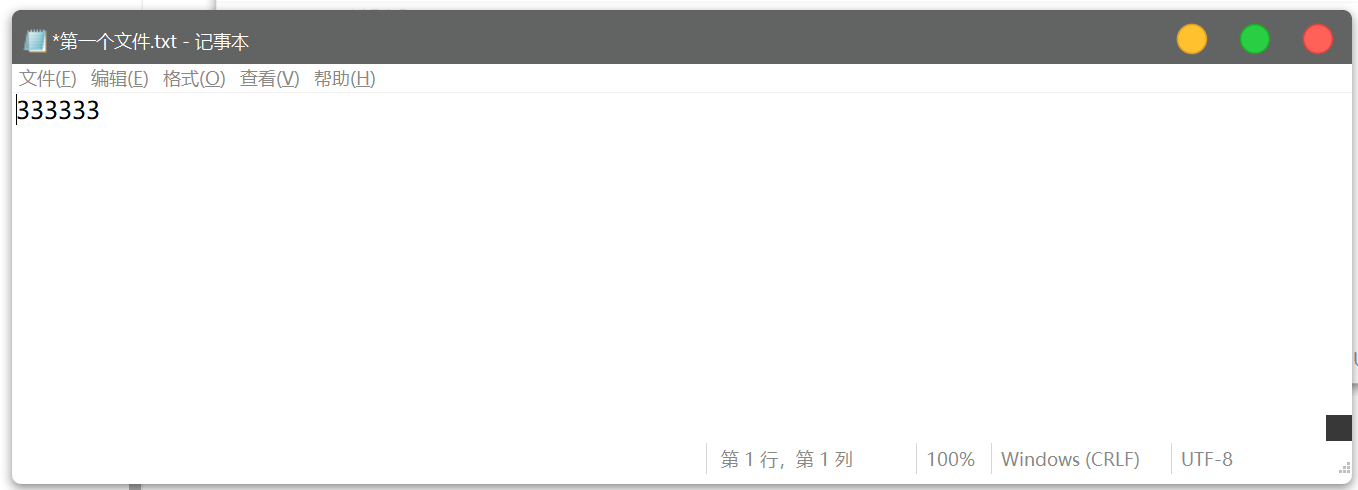 *第一个文件.txt - 记事本
文件(F) 编辑(E) 格式(O) 查看(V) 帮助(H)
333333
第 1 行，第 1 列 100% Windows (CRLF) UTF-8